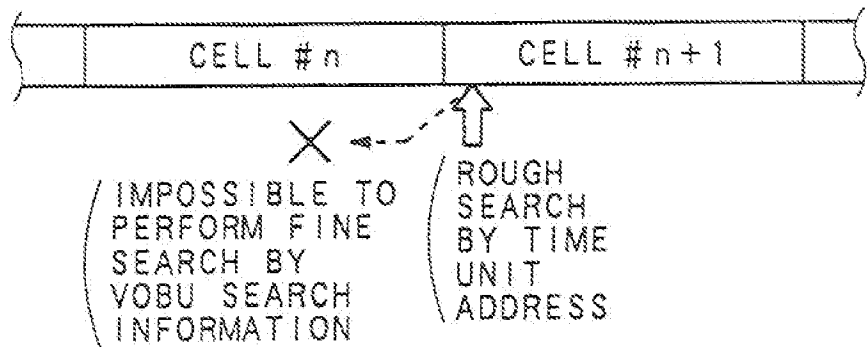 CELL #n
CELL #n+1
IMPOSSIBLE TO
PERFORM FINE
SEARCH BY
VOBU SEARCH
INFORMATION
ROUGH
SEARCH
BY TIME
UNIT
ADDRESS